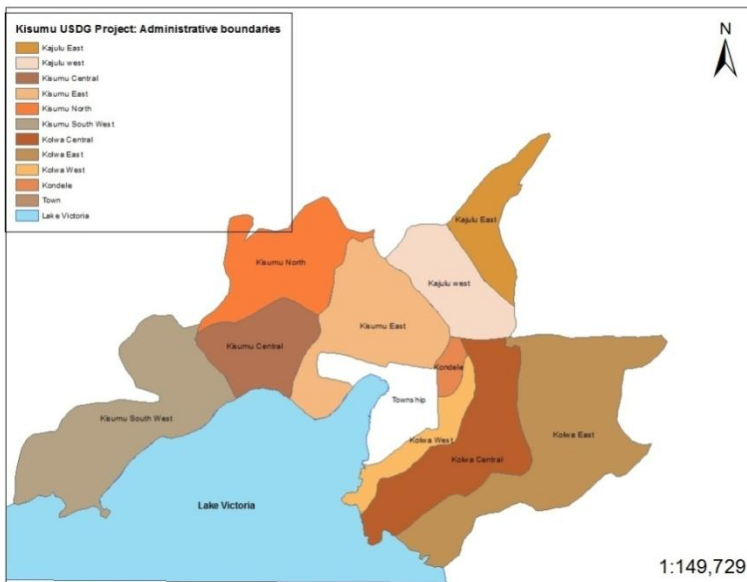 Kisumu USDG Project: Administrative boundaries
Kajulu East
Kajulu west
Kisumu Central
Kisumu East
Kisumu North
Kisumu South West
Kolwa Central
Kolwa East
Kolwa West
Kondele
Town
Lake Victoria
N
Kajulu East
Kisumu North
Kajulu west
Kisumu East
Kisumu Central
Kondele
Township
Kisumu South West
Kolwa West
Kolwa East
Kolwa Central
Lake Victoria
1:149,729